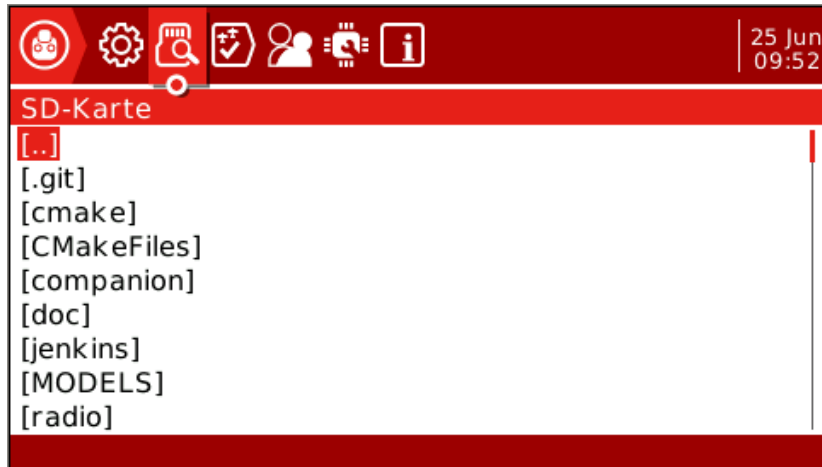 25 Jun
09:52
SD-Karte
[..]
[.git]
[cmake]
[CMakeFiles]
[companion]
[doc]
[jenkins]
[MODELS]
[radio]